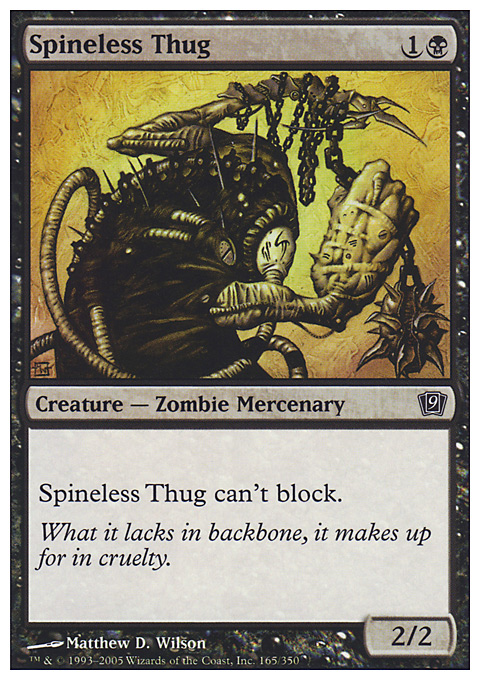 Spineless Thug 1
Creature — Zombie Mercenary 9
Spineless Thug can't block.
What it lacks in backbone, it makes up
for in cruelty.
2/2
Matthew D. Wilson
™ & © 1993–2005 Wizards of the Coast, Inc. 165/350